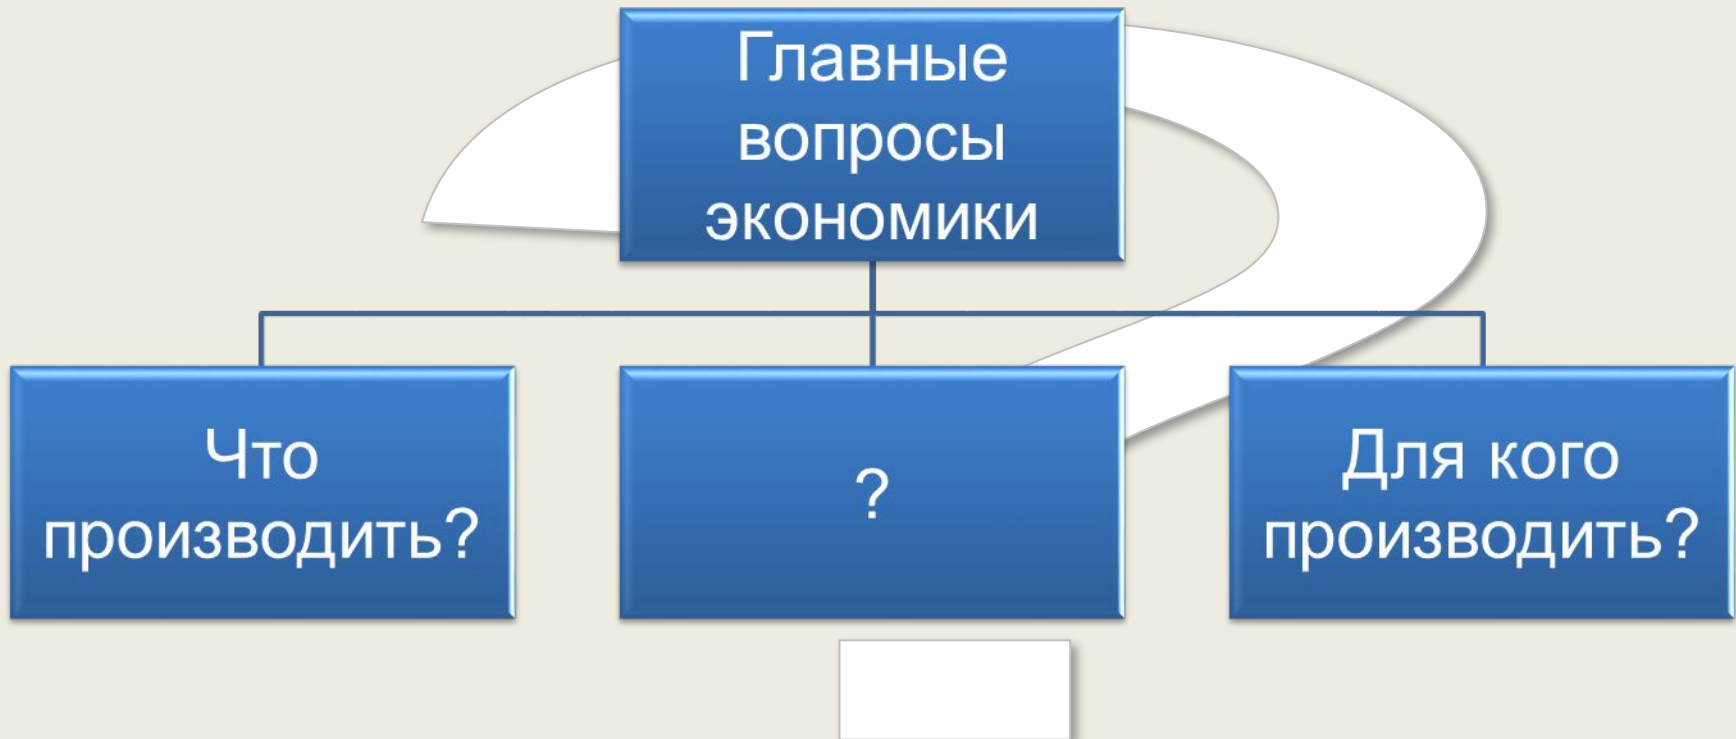 Главные
вопросы
экономики
Что
производить?
?
Для кого
производить?